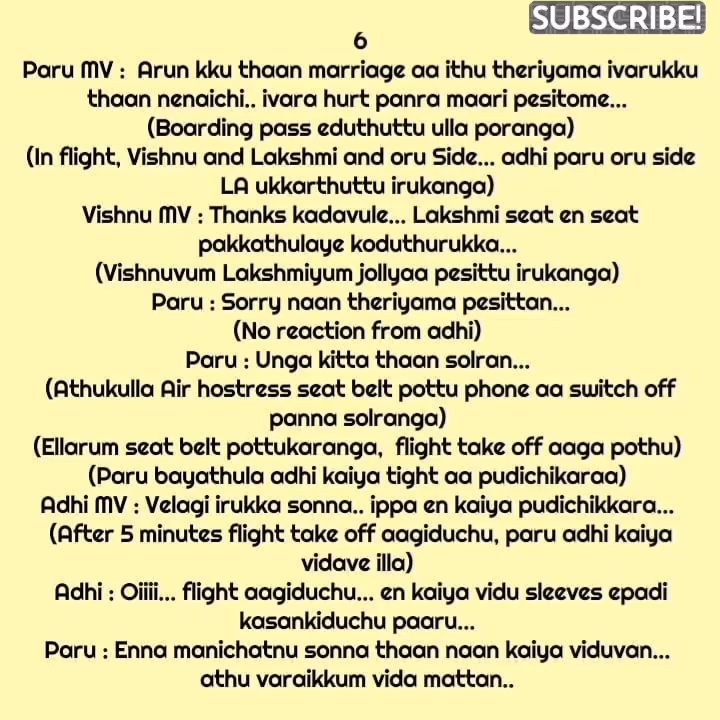 SUBSCRIBE!
6
Paru MV :  Arun kku thaan marriage aa ithu theriyama ivarukku
thaan nenaichi.. ivara hurt panra maari pesitome...
(Boarding pass eduthuttu ulla poranga)
(In flight, Vishnu and Lakshmi and oru Side... adhi paru oru side
LA ukkarthuttu irukanga)
Vishnu MV : Thanks kadavule... Lakshmi seat en seat
pakkathulaye koduthurukka...
(Vishnuvum Lakshmiyum jollyaa pesittu irukanga)
Paru : Sorry naan theriyama pesittan...
(No reaction from adhi)
Paru : Unga kitta thaan solran...
(Athukulla Air hostress seat belt pottu phone aa switch off
panna solranga)
(Ellarum seat belt pottukaranga,  flight take off aaga pothu)
(Paru bayathula adhi kaiya tight aa pudichikaraa)
Adhi MV : Velagi irukka sonna.. ippa en kaiya pudichikkara...
(After 5 minutes flight take off aagiduchu, paru adhi kaiya
vidave illa)
Adhi : Oiiii... flight aagiduchu... en kaiya vidu sleeves epadi
kasankiduchu paaru...
Paru : Enna manichatnu sonna thaan naan kaiya viduvan...
athu varaikkum vida mattan..